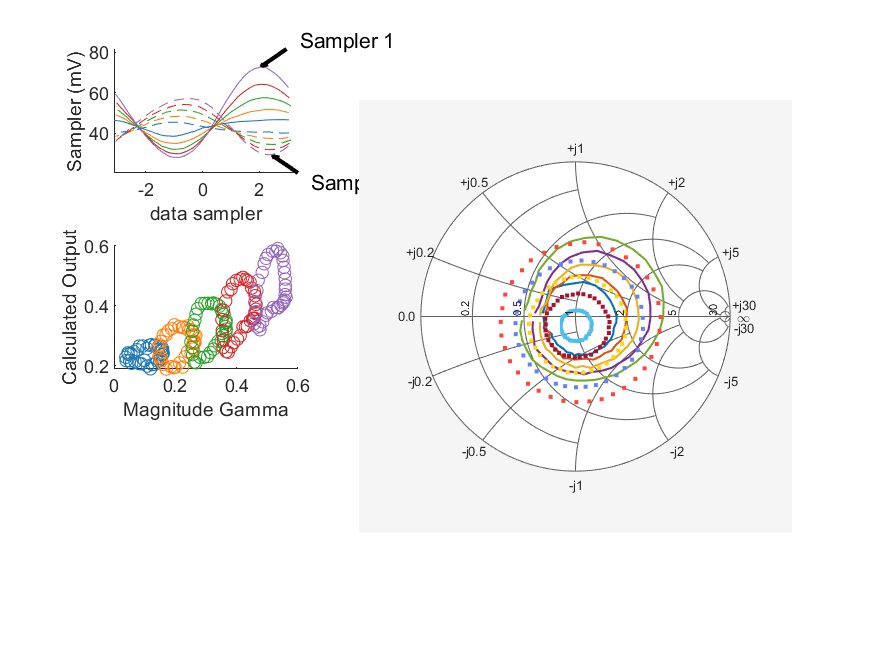 Sampler 1
Sampler (mV)
80
60
40
-2 0 2
data sampler
Calculated Output
0.6
0.4
0.2
0 0.2 0.4 0.6
Magnitude Gamma
+j1
+j0.5 +j2
+j0.2 +j5
0.0 0.2 0.5 1 2 5 30
+j30
∞
-j30
-j0.2 -j5
-j0.5 -j2
-j1